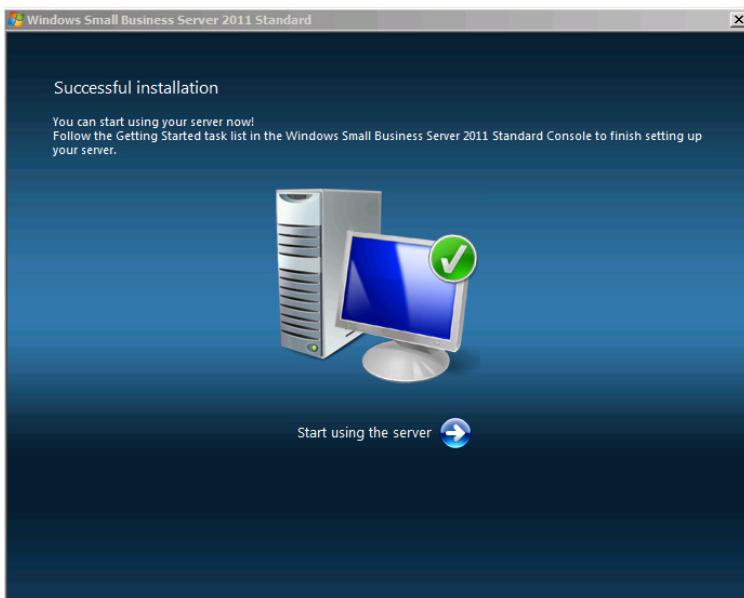 Windows Small Business Server 2011 Standard
Successful installation
You can start using your server now!
Follow the Getting Started task list in the Windows Small Business Server 2011 Standard Console to finish setting up
your server.
Start using the server